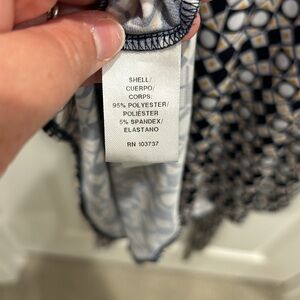 SHELL/
CUERPO/
CORPS:
95% POLYESTER/
POLIÉSTER
5% SPANDEX/
ELASTANO
RN 103737